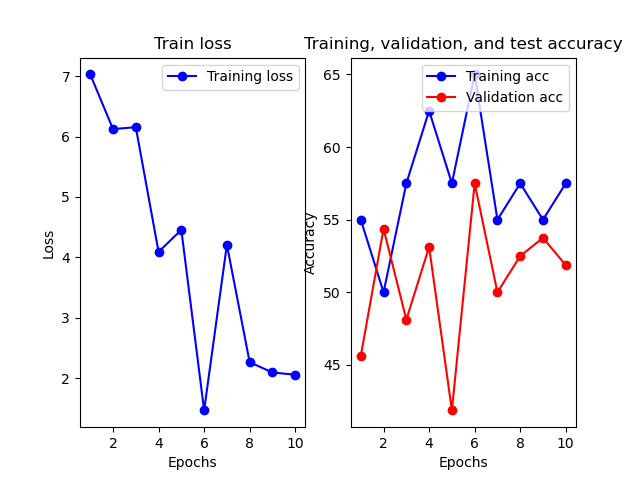 Train loss
Training loss
7
6
5
4
3
2
Loss
2
4
6
8
10
Epochs
Training, validation, and test accuracy
Training acc
Validation acc
65
60
55
50
45
Accuracy
2
4
6
8
10
Epochs